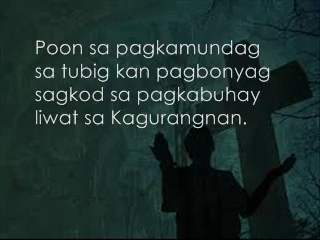 Poon sa pagkamundag
sa tubig kan pagbonyag
sagkod sa pagkabuhay
liwat sa Kagurangnan.